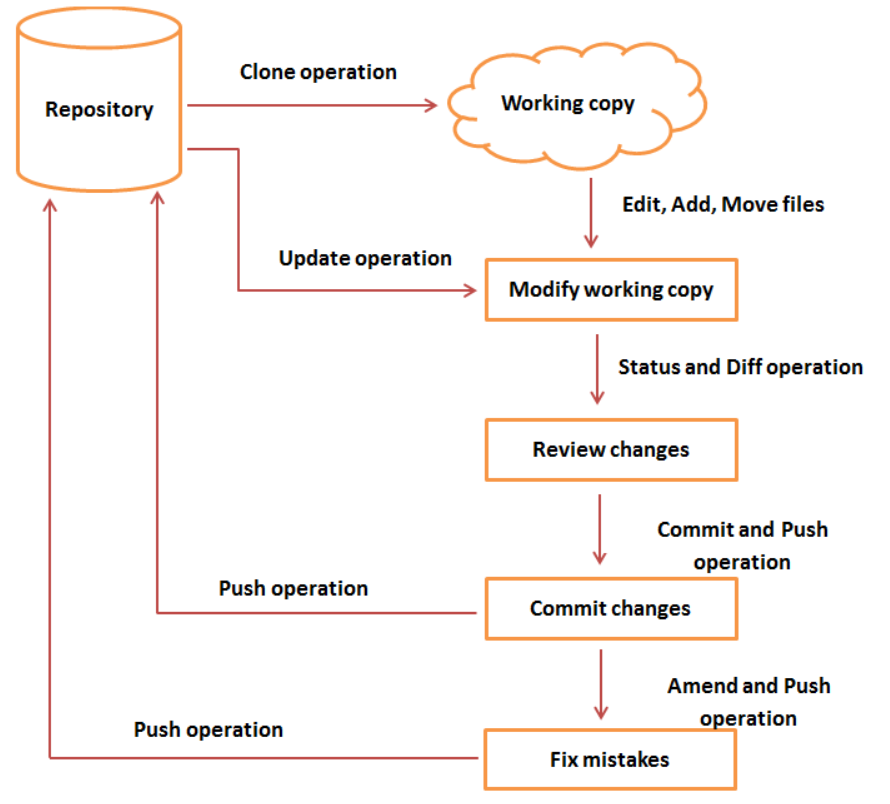 Clone operation
Repository
Working copy
Edit, Add, Move files
Update operation
Modify working copy
Status and Diff operation
Review changes
Commit and Push
operation
Push operation
Commit changes
Amend and Push
operation
Push operation
Fix mistakes